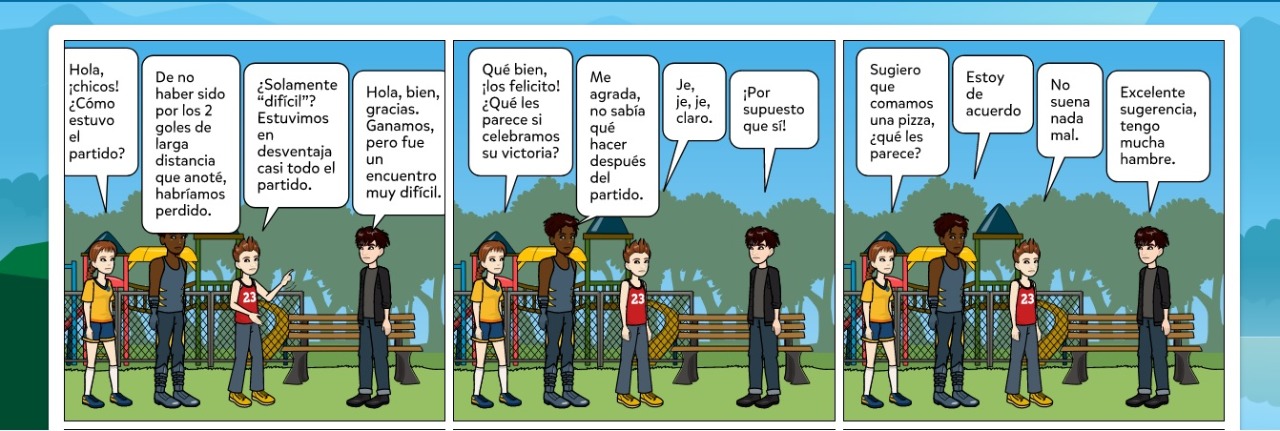 Hola,
¡chicos!
¿Cómo
estuvo
el
partido?
De no
haber sido
por los 2
goles de
larga
distancia
que anoté,
habríamos
perdido.
¿Solamente
“difícil”?
Estuvimos
en
desventaja
casi todo el
partido.
Hola, bien,
gracias.
Ganamos,
pero fue
un
encuentro
muy difícil.
23
Qué bien,
¡los felicito!
¿Qué les
parece si
celebramos
su victoria?
Me
agrada,
no sabía
qué
hacer
después
del
partido.
Je,
je, je,
claro.
¡Por
supuesto
que sí!
23
Sugiero
que
comamos
una pizza,
¿qué les
parece?
Estoy
de
acuerdo
No
suena
nada
mal.
Excelente
sugerencia,
tengo
mucha
hambre.
23